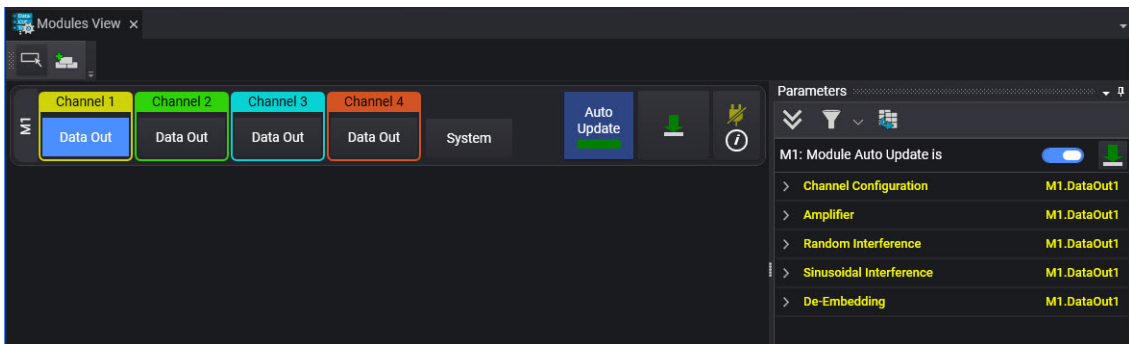 Modules View
M1
Channel 1
Channel 2
Channel 3
Channel 4
Data Out
Data Out
Data Out
Data Out
System
Auto
Update
Parameters
M1: Module Auto Update is
Channel Configuration M1.DataOut1
Amplifier M1.DataOut1
Random Interference M1.DataOut1
Sinusoidal Interference M1.DataOut1
De-Embedding M1.DataOut1